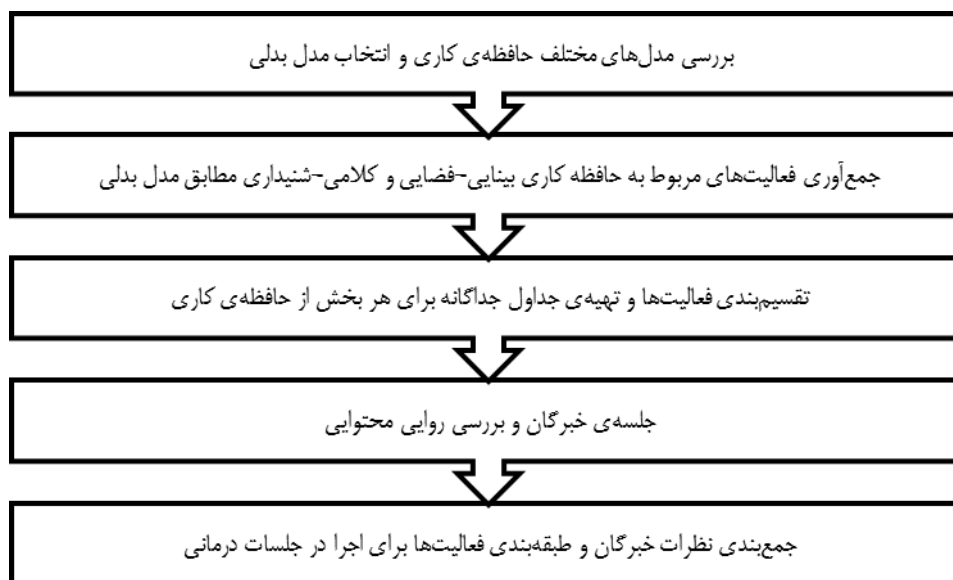 بررسی مدل‌های مختلف حافظه‌ی کاری و انتخاب مدل بدلی
جمع‌آوری فعالیت‌های مربوط به حافظه کاری بینایی-فضایی و کلامی-شنیداری مطابق مدل بدلی
تقسیم‌بندی فعالیت‌ها و تهیه‌ی جداول جداگانه برای هر بخش از حافظه‌ی کاری
جلسه‌ی خبرگان و بررسی روایی محتوایی
جمع‌بندی نظرات خبرگان و طبقه‌بندی فعالیت‌ها برای اجرا در جلسات درمانی